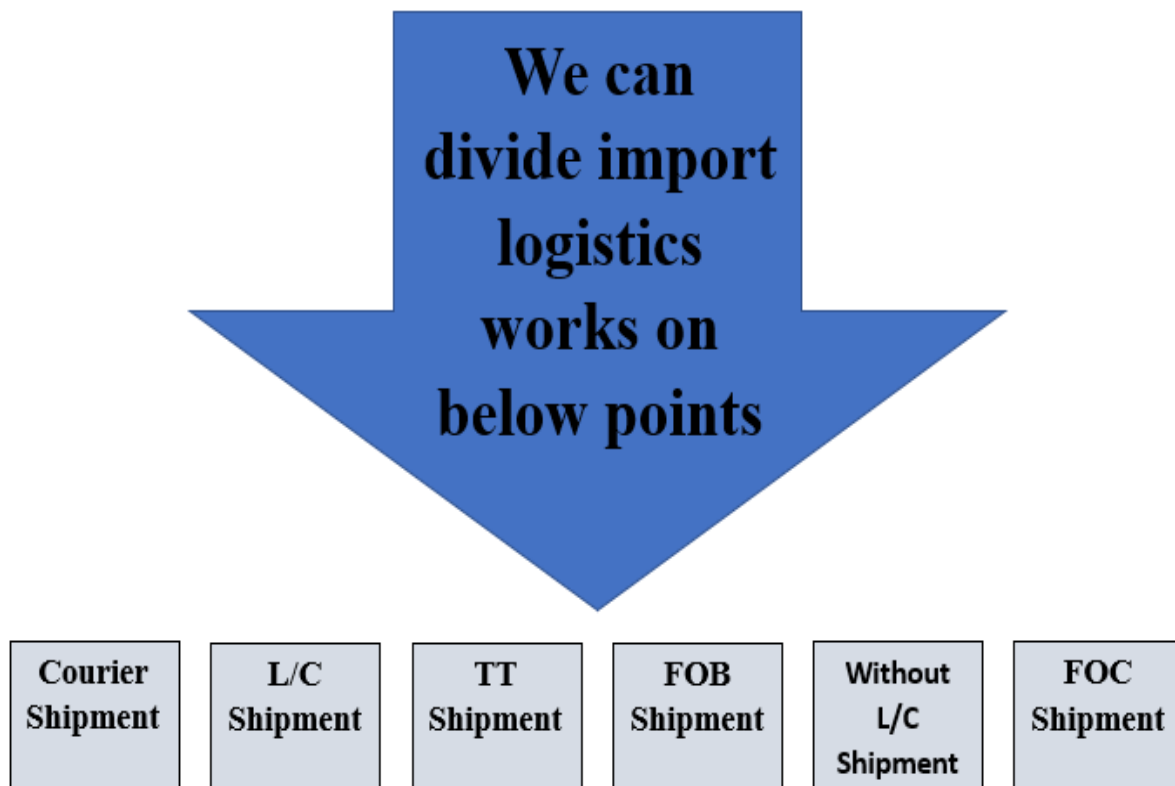 We can
divide import
logistics
works on
below points
Courier
Shipment
L/C
Shipment
TT
Shipment
FOB
Shipment
Without
L/C
Shipment
FOC
Shipment